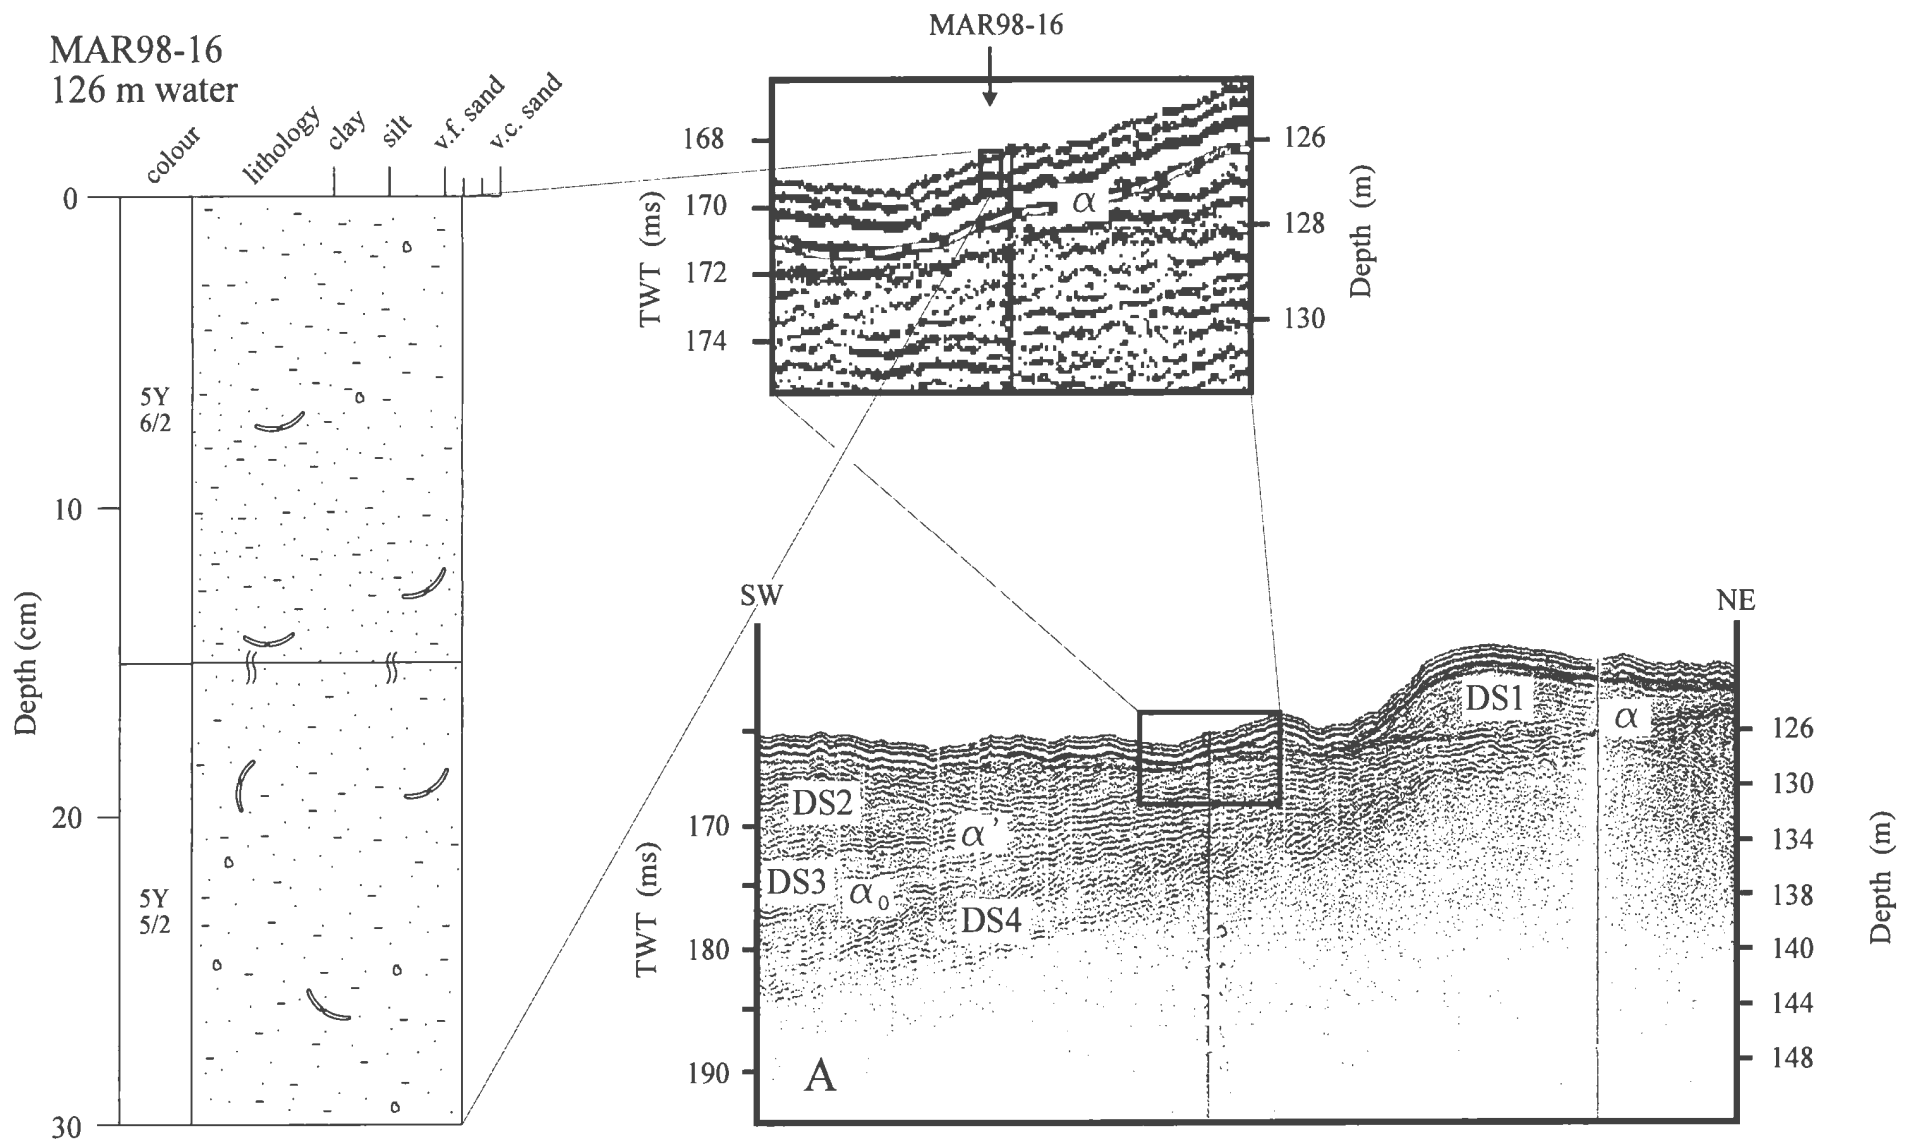 MAR98-16
126 m water
colour
lithology
clay
silt
v.f. sand
v.c. sand
0
10
20
30
Depth (cm)
5Y
6/2
5Y
5/2
MAR98-16
168
170
172
174
TWT (ms)
126
128
130
Depth (m)
α
SW
NE
DS1
α
DS2
α'
DS3
α₀
DS4
170
180
190
TWT (ms)
126
130
134
138
140
144
148
Depth (m)
A